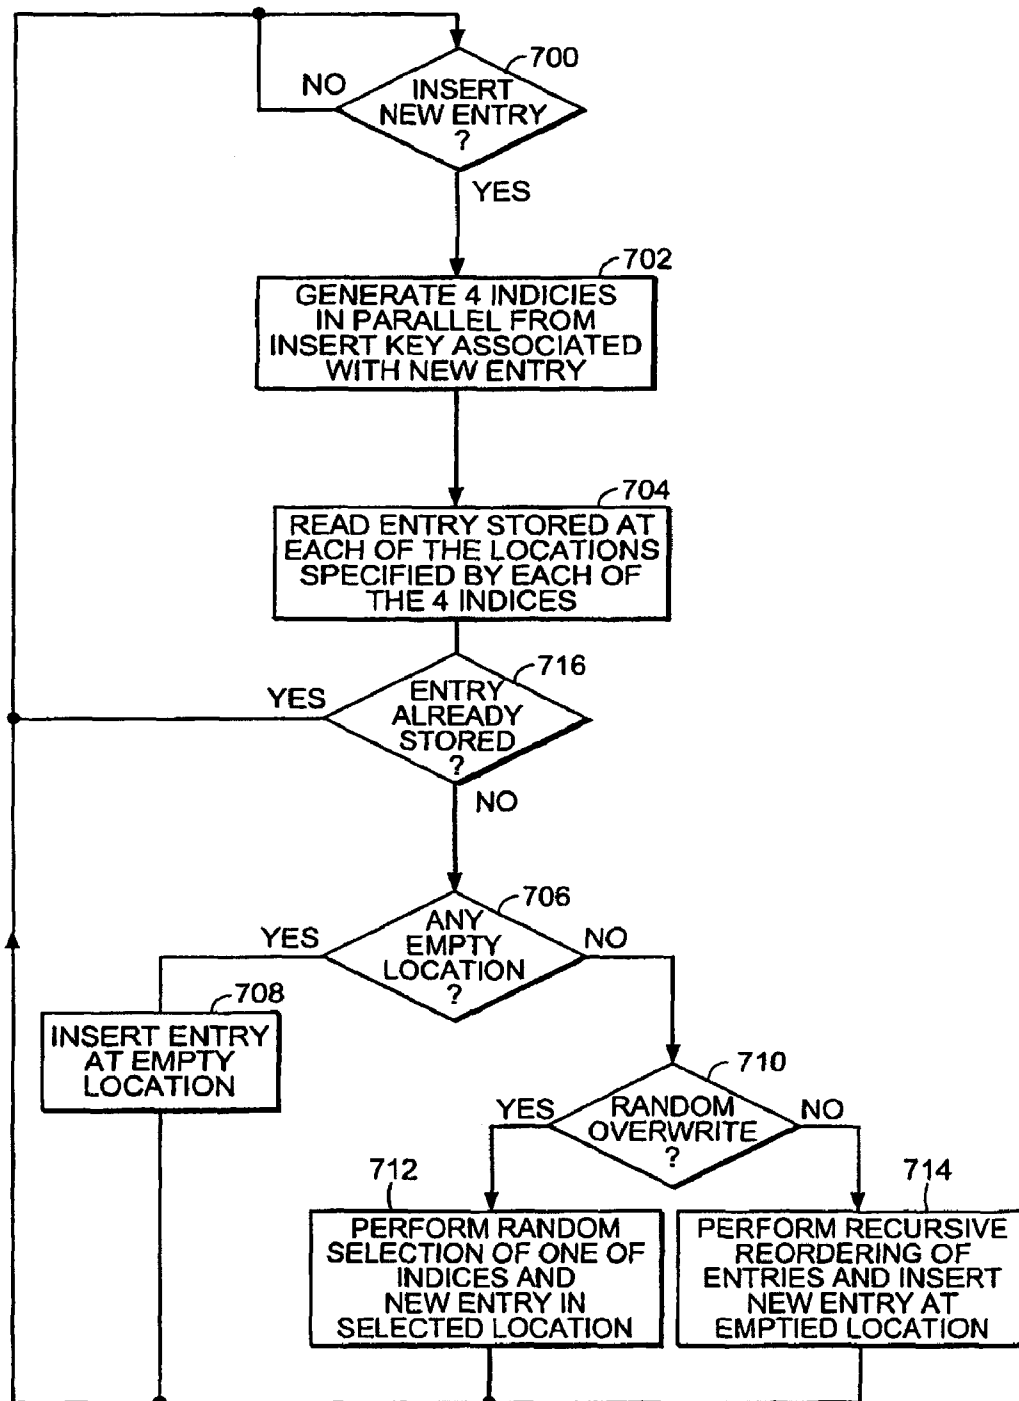 700
INSERT
NEW ENTRY
?
NO
YES
702
GENERATE 4 INDICIES
IN PARALLEL FROM
INSERT KEY ASSOCIATED
WITH NEW ENTRY
704
READ ENTRY STORED AT
EACH OF THE LOCATIONS
SPECIFIED BY EACH OF
THE 4 INDICES
716
ENTRY
ALREADY
STORED
?
YES
NO
706
ANY
EMPTY
LOCATION
?
YES
NO
708
INSERT ENTRY
AT EMPTY
LOCATION
710
RANDOM
OVERWRITE
?
YES
NO
712
PERFORM RANDOM
SELECTION OF ONE OF
INDICES AND
NEW ENTRY IN
SELECTED LOCATION
714
PERFORM RECURSIVE
REORDERING OF
ENTRIES AND INSERT
NEW ENTRY AT
EMPTIED LOCATION